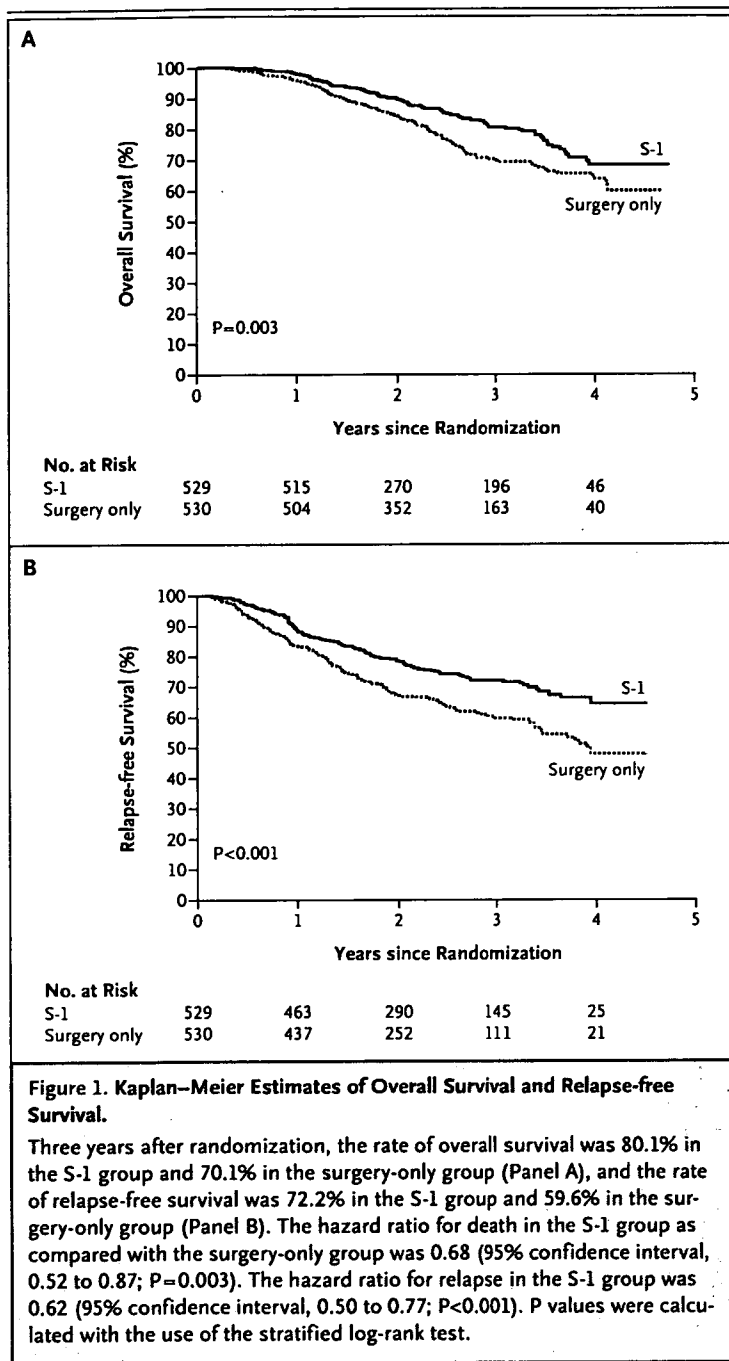 A
100
90
80
70
60
50
40
30
20
10
0
Overall Survival (%)
S-1
Surgery only
P=0.003
0 1 2 3 4 5
Years since Randomization
No. at Risk
S-1 529 515 270 196 46
Surgery only 530 504 352 163 40
B
100
90
80
70
60
50
40
30
20
10
0
Relapse-free Survival (%)
S-1
Surgery only
P<0.001
0 1 2 3 4 5
Years since Randomization
No. at Risk
S-1 529 463 290 145 25
Surgery only 530 437 252 111 21
Figure 1. Kaplan–Meier Estimates of Overall Survival and Relapse-free
Survival.
Three years after randomization, the rate of overall survival was 80.1% in
the S-1 group and 70.1% in the surgery-only group (Panel A), and the rate
of relapse-free survival was 72.2% in the S-1 group and 59.6% in the sur-
gery-only group (Panel B). The hazard ratio for death in the S-1 group as
compared with the surgery-only group was 0.68 (95% confidence interval,
0.52 to 0.87; P=0.003). The hazard ratio for relapse in the S-1 group was
0.62 (95% confidence interval, 0.50 to 0.77; P<0.001). P values were calcu-
lated with the use of the stratified log-rank test.